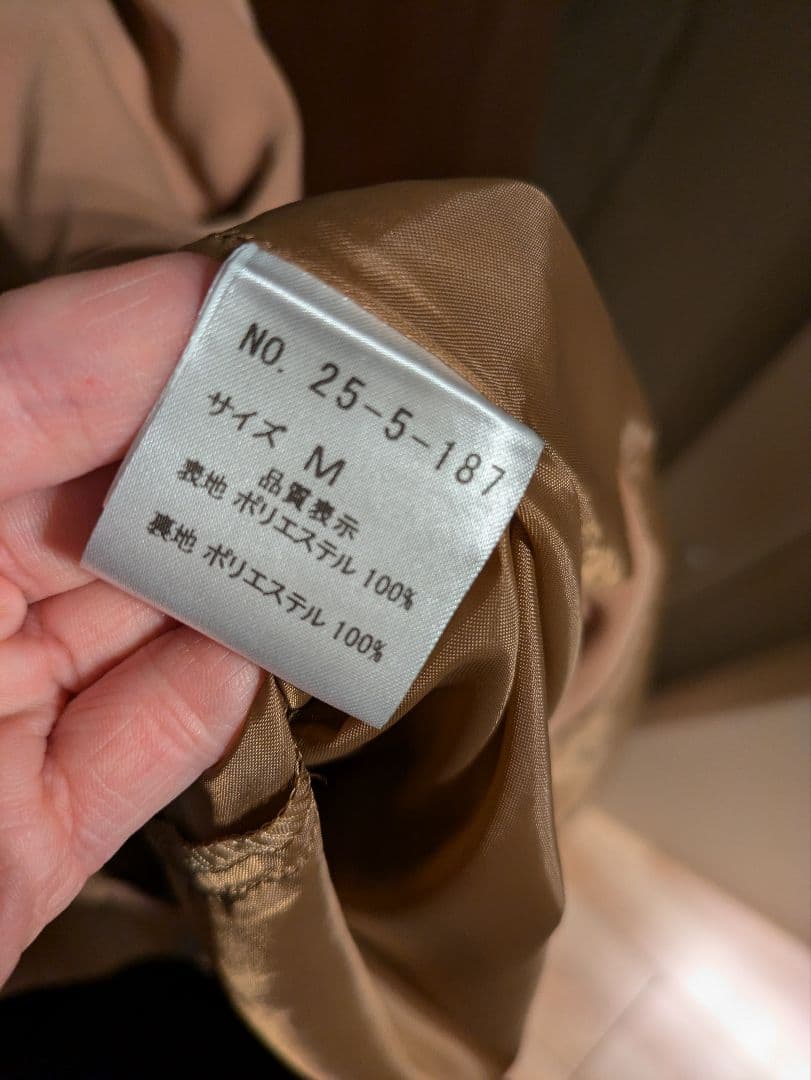 NO. 25-5-187
サイズ M
品質表示
表地 ポリエステル 100%
裏地 ポリエステル 100%